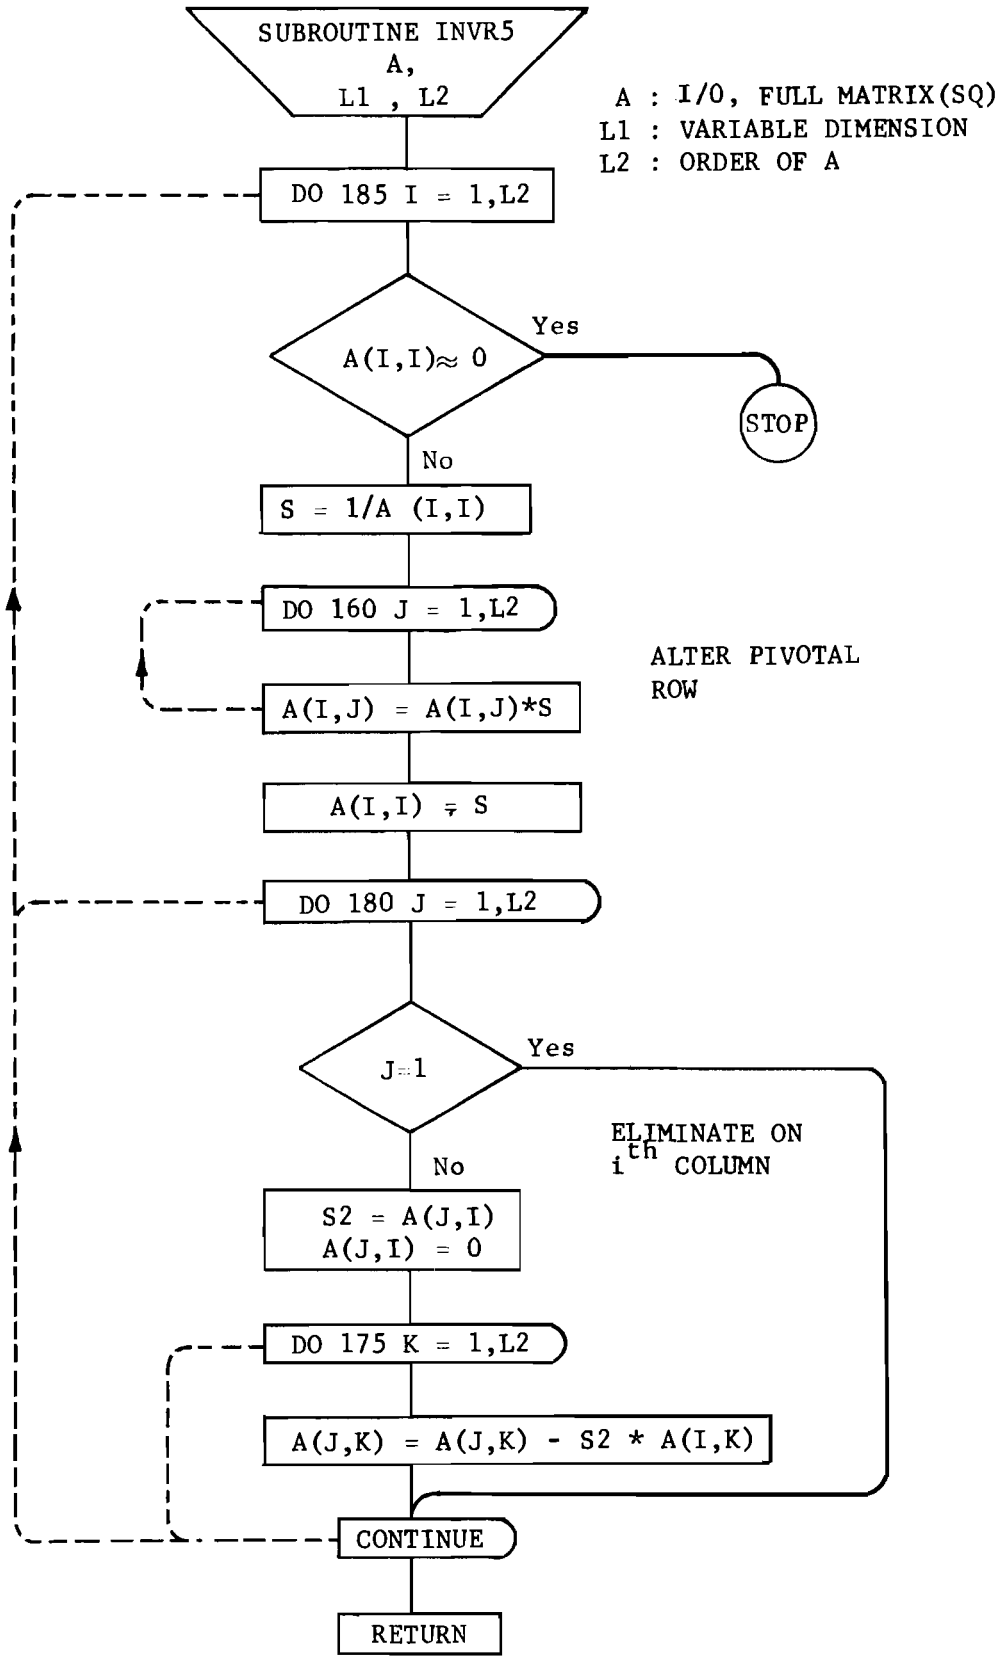 SUBROUTINE INVR5
A,
L1 , L2
A : I/O, FULL MATRIX(SQ)
L1 : VARIABLE DIMENSION
L2 : ORDER OF A
DO 185 I = 1,L2
Yes
A(I,I)≈ 0
STOP
No
S = 1/A (I,I)
DO 160 J = 1,L2
ALTER PIVOTAL
ROW
A(I,J) = A(I,J)*S
A(I,I) = S
DO 180 J = 1,L2
Yes
J=1
ELIMINATE ON
ith COLUMN
No
S2 = A(J,I)
A(J,I) = 0
DO 175 K = 1,L2
A(J,K) = A(J,K) - S2 * A(I,K)
CONTINUE
RETURN